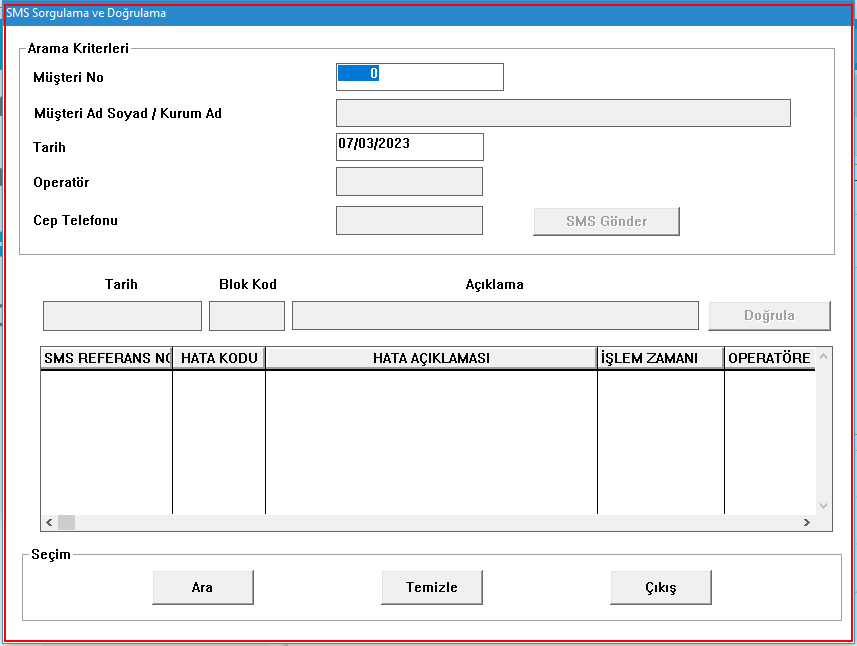 SMS Sorgulama ve Doğrulama
Arama Kriterleri
Müşteri No 0
Müşteri Ad Soyad / Kurum Ad
Tarih 07/03/2023
Operatör
Cep Telefonu SMS Gönder
Tarih Blok Kod Açıklama
Doğrula
SMS REFERANS NO HATA KODU HATA AÇIKLAMASI İŞLEM ZAMANI OPERATÖRE
Seçim
Ara Temizle Çıkış